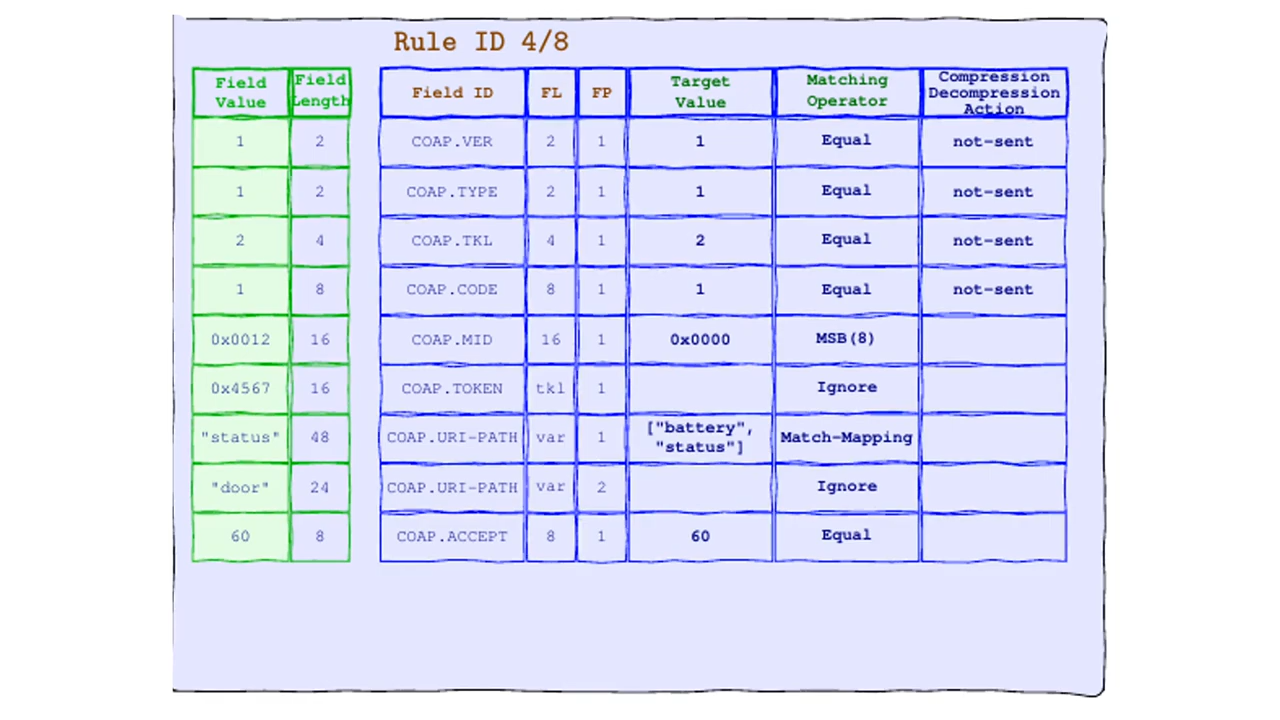 Rule ID 4/8
Field Value Field Length Field ID FL FP Target Value Matching Operator Compression Decompression Action
1 2 COAP.VER 2 1 1 Equal not-sent
1 2 COAP.TYPE 2 1 1 Equal not-sent
2 4 COAP.TKL 4 1 2 Equal not-sent
1 8 COAP.CODE 8 1 1 Equal not-sent
0x0012 16 COAP.MID 16 1 0x0000 MSB(8)
0x4567 16 COAP.TOKEN tkl 1 Ignore
"status" 48 COAP.URI-PATH var 1 ["battery", "status"] Match-Mapping
"door" 24 COAP.URI-PATH var 2 Ignore
60 8 COAP.ACCEPT 8 1 60 Equal